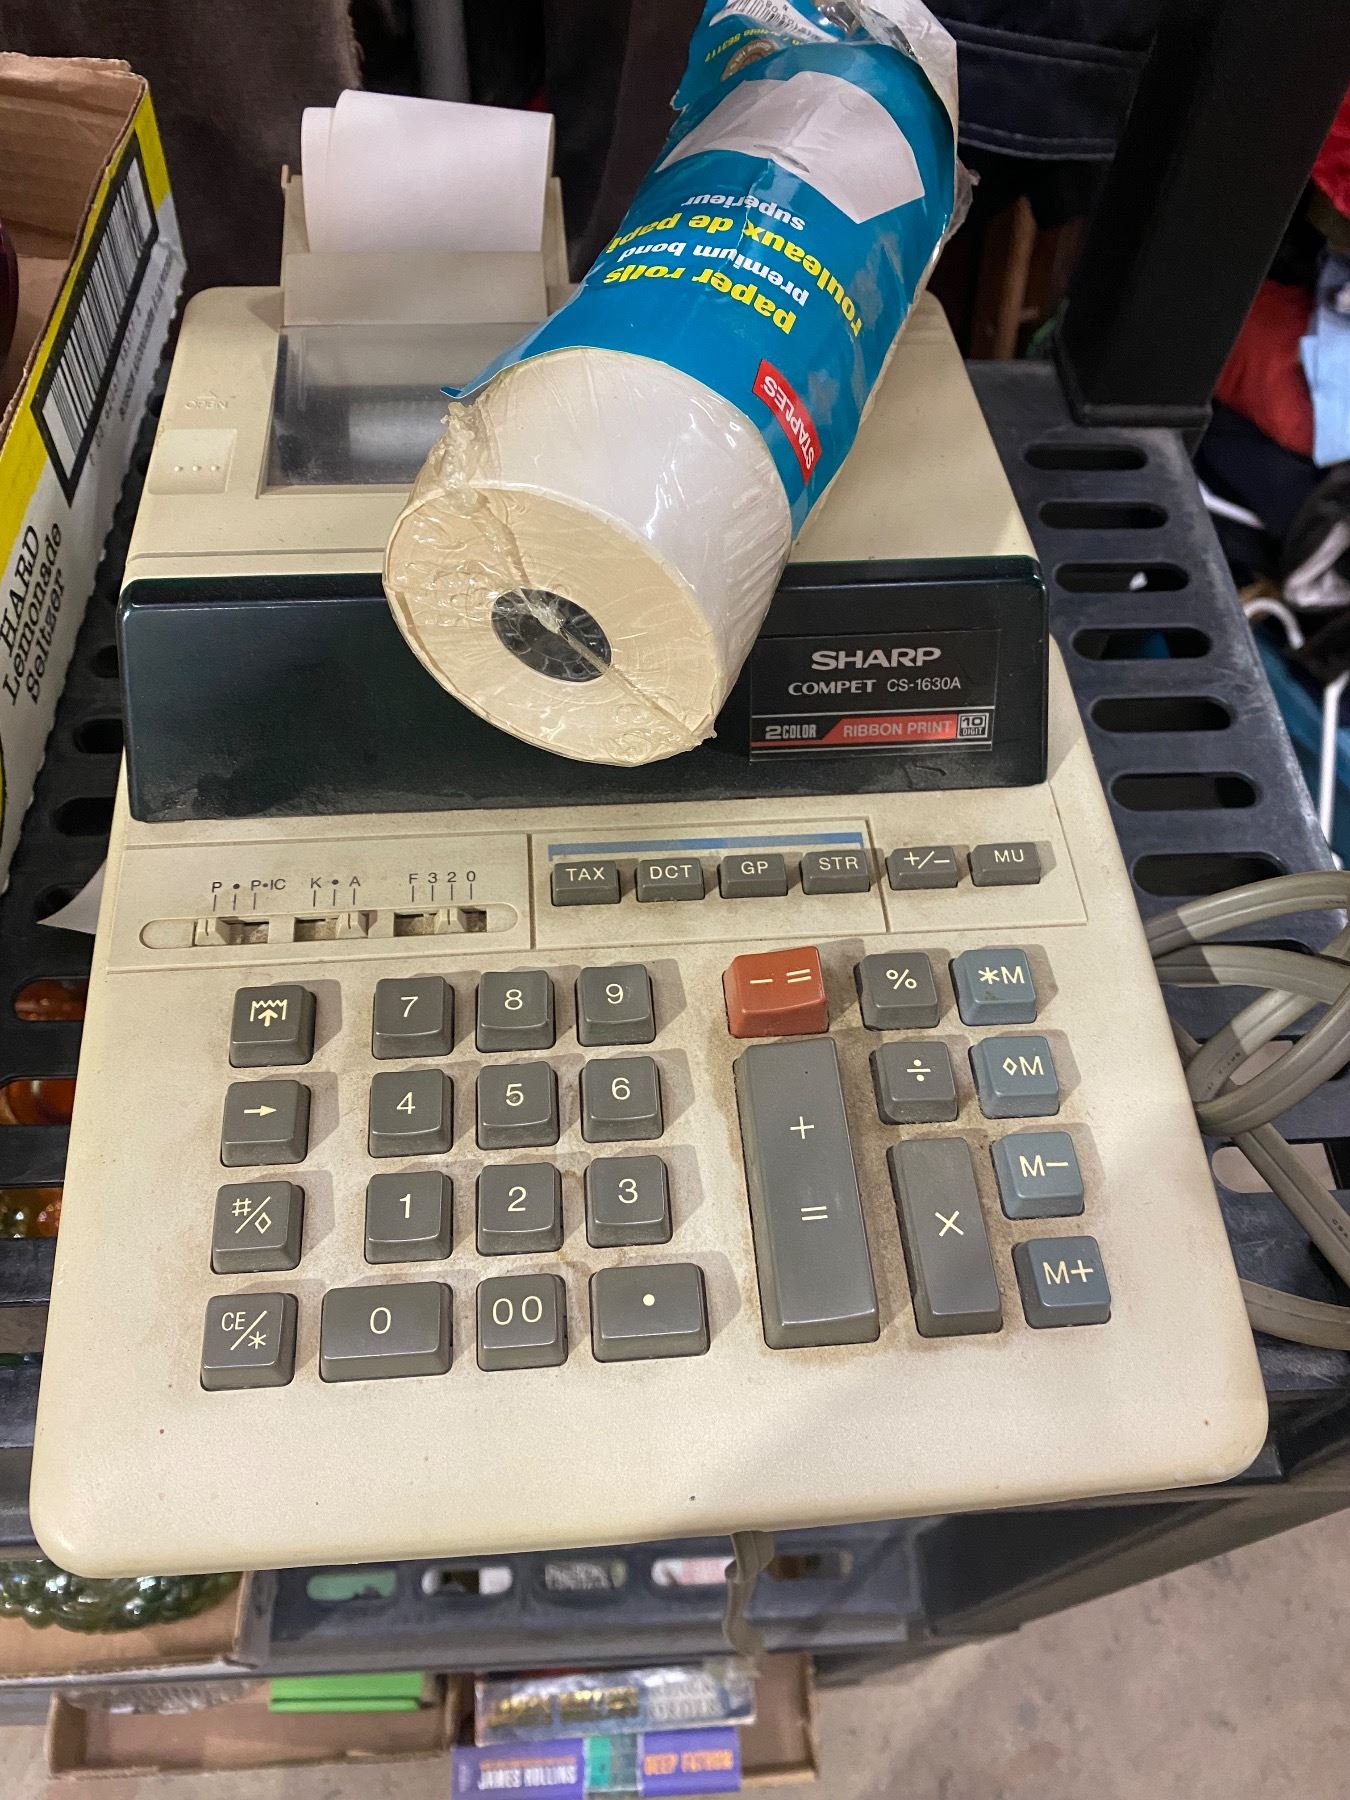 563117
supérieur
rouleaux de papi
premium bond
paper rolls
STAPLES
OPEN
HARD
Lemonade
Seltzer
SHARP
COMPET CS-1630A
2COLOR RIBBON PRINT 10 DIGIT
P • P•IC K • A F 3 2 0
TAX DCT GP STR +/− MU
7 8 9 − = % *M
→ 4 5 6 + ÷ ◊M
#/◊ 1 2 3 = × M−
CE/* 0 00 • M+
JAMES ROLLINS DEEP FATHOM